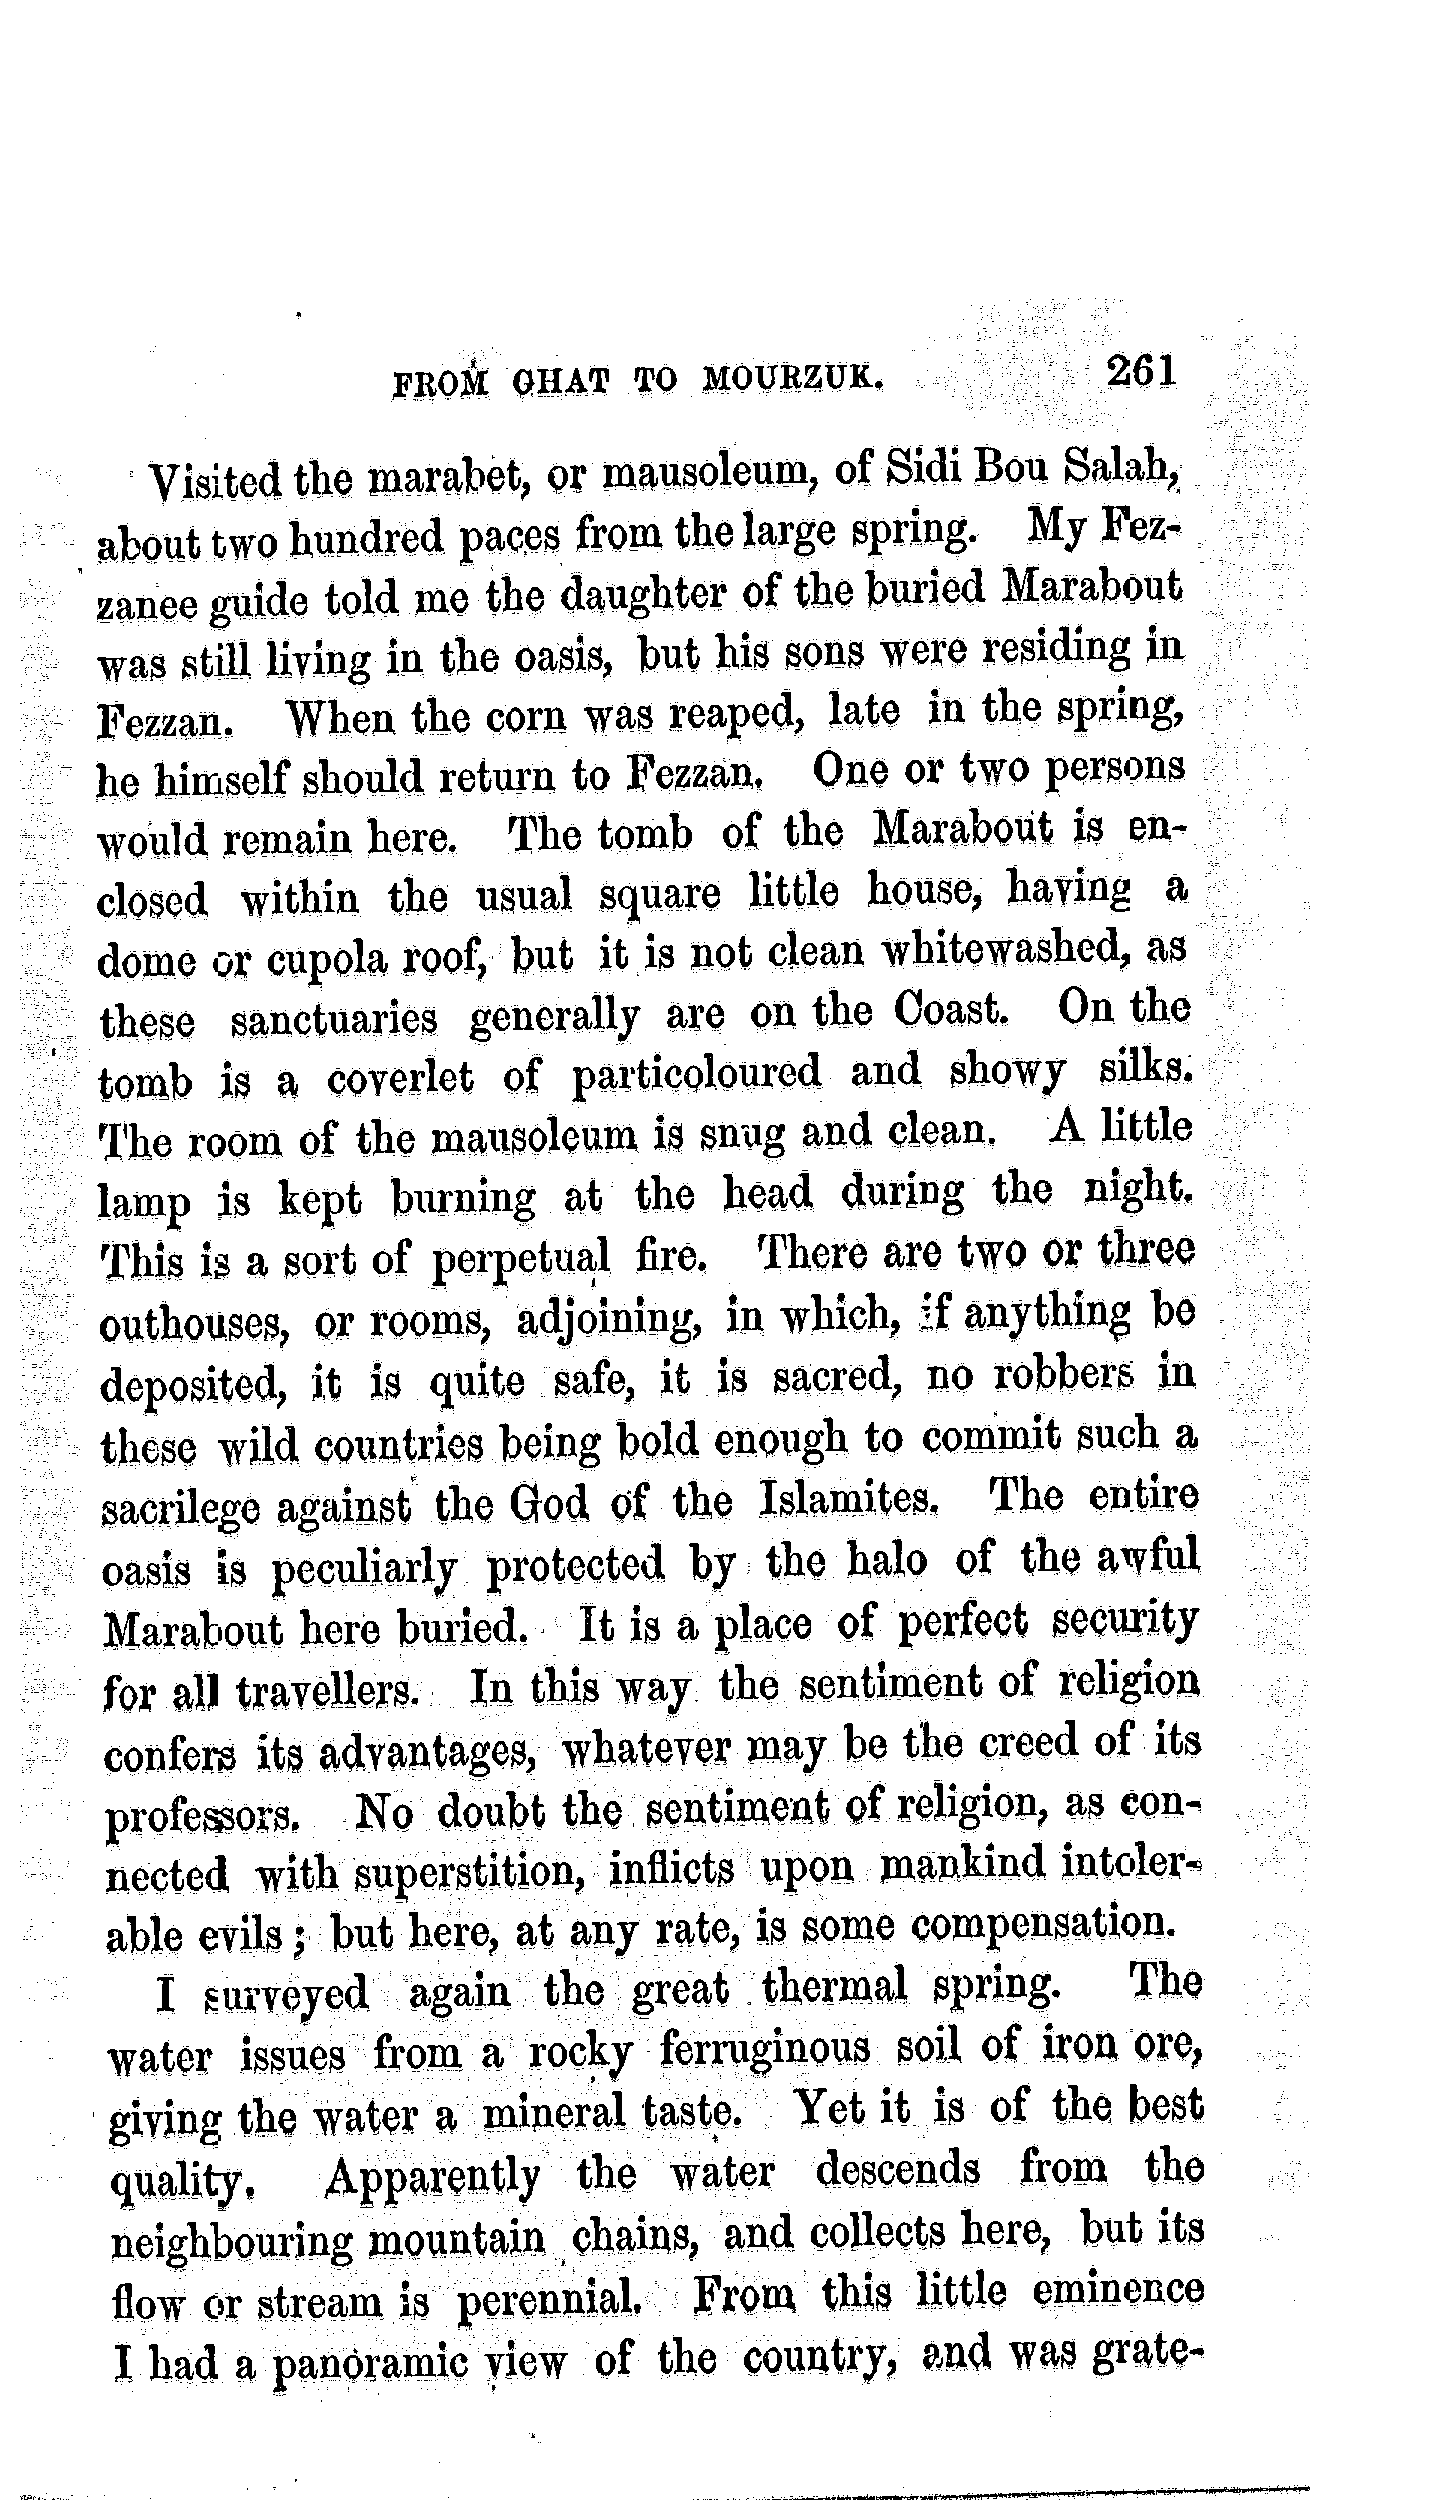 FROM GHAT TO MOURZUK. 261
Visited the marabet, or mausoleum, of Sidi Bou Salah,
about two hundred paces from the large spring. My Fez-
zanee guide told me the daughter of the buried Marabout
was still living in the oasis, but his sons were residing in
Fezzan. When the corn was reaped, late in the spring,
he himself should return to Fezzan. One or two persons
would remain here. The tomb of the Marabout is en-
closed within the usual square little house, having a
dome or cupola roof, but it is not clean whitewashed, as
these sanctuaries generally are on the Coast. On the
tomb is a coverlet of particoloured and showy silks.
The room of the mausoleum is snug and clean. A little
lamp is kept burning at the head during the night.
This is a sort of perpetual fire. There are two or three
outhouses, or rooms, adjoining, in which, if anything be
deposited, it is quite safe, it is sacred, no robbers in
these wild countries being bold enough to commit such a
sacrilege against the God of the Islamites. The entire
oasis is peculiarly protected by the halo of the awful
Marabout here buried. It is a place of perfect security
for all travellers. In this way the sentiment of religion
confers its advantages, whatever may be the creed of its
professors. No doubt the sentiment of religion, as con-
nected with superstition, inflicts upon mankind intoler-
able evils; but here, at any rate, is some compensation.
I surveyed again the great thermal spring. The
water issues from a rocky ferruginous soil of iron ore,
giving the water a mineral taste. Yet it is of the best
quality. Apparently the water descends from the
neighbouring mountain chains, and collects here, but its
flow or stream is perennial. From this little eminence
I had a panoramic view of the country, and was grate-